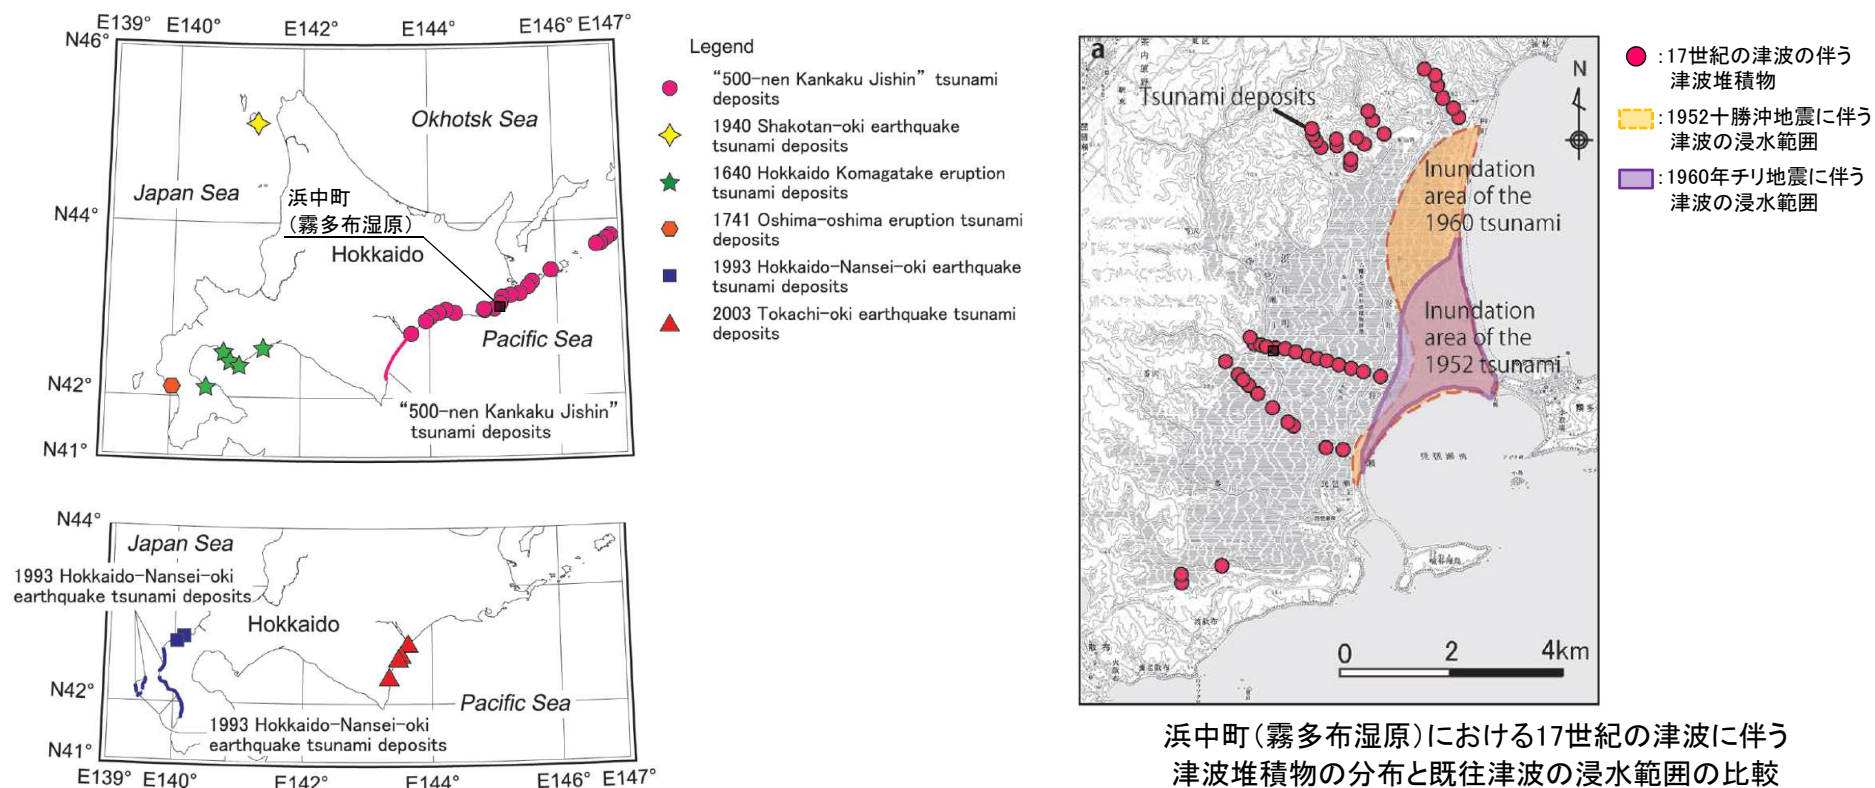 E139° E140° E142° E144° E146° E147°
N46°
N44°
N42°
N41°
Okhotsk Sea
Japan Sea
浜中町
（霧多布湿原）
Hokkaido
Pacific Sea
“500-nen Kankaku Jishin”
tsunami deposits
Legend
“500-nen Kankaku Jishin” tsunami
deposits
1940 Shakotan-oki earthquake
tsunami deposits
1640 Hokkaido Komagatake eruption
tsunami deposits
1741 Oshima-oshima eruption tsunami
deposits
1993 Hokkaido-Nansei-oki earthquake
tsunami deposits
2003 Tokachi-oki earthquake tsunami
deposits
N44°
Japan Sea
1993 Hokkaido-Nansei-oki
earthquake tsunami deposits
Hokkaido
N42°
Pacific Sea
1993 Hokkaido-Nansei-oki
earthquake tsunami deposits
N41°
E139° E140° E142° E144° E146° E147°
a
Tsunami deposits
N
Inundation
area of the
1960 tsunami
Inundation
area of the
1952 tsunami
0 2 4km
：17世紀の津波の伴う
津波堆積物
：1952十勝沖地震に伴う
津波の浸水範囲
：1960年チリ地震に伴う
津波の浸水範囲
浜中町（霧多布湿原）における17世紀の津波に伴う
津波堆積物の分布と既往津波の浸水範囲の比較